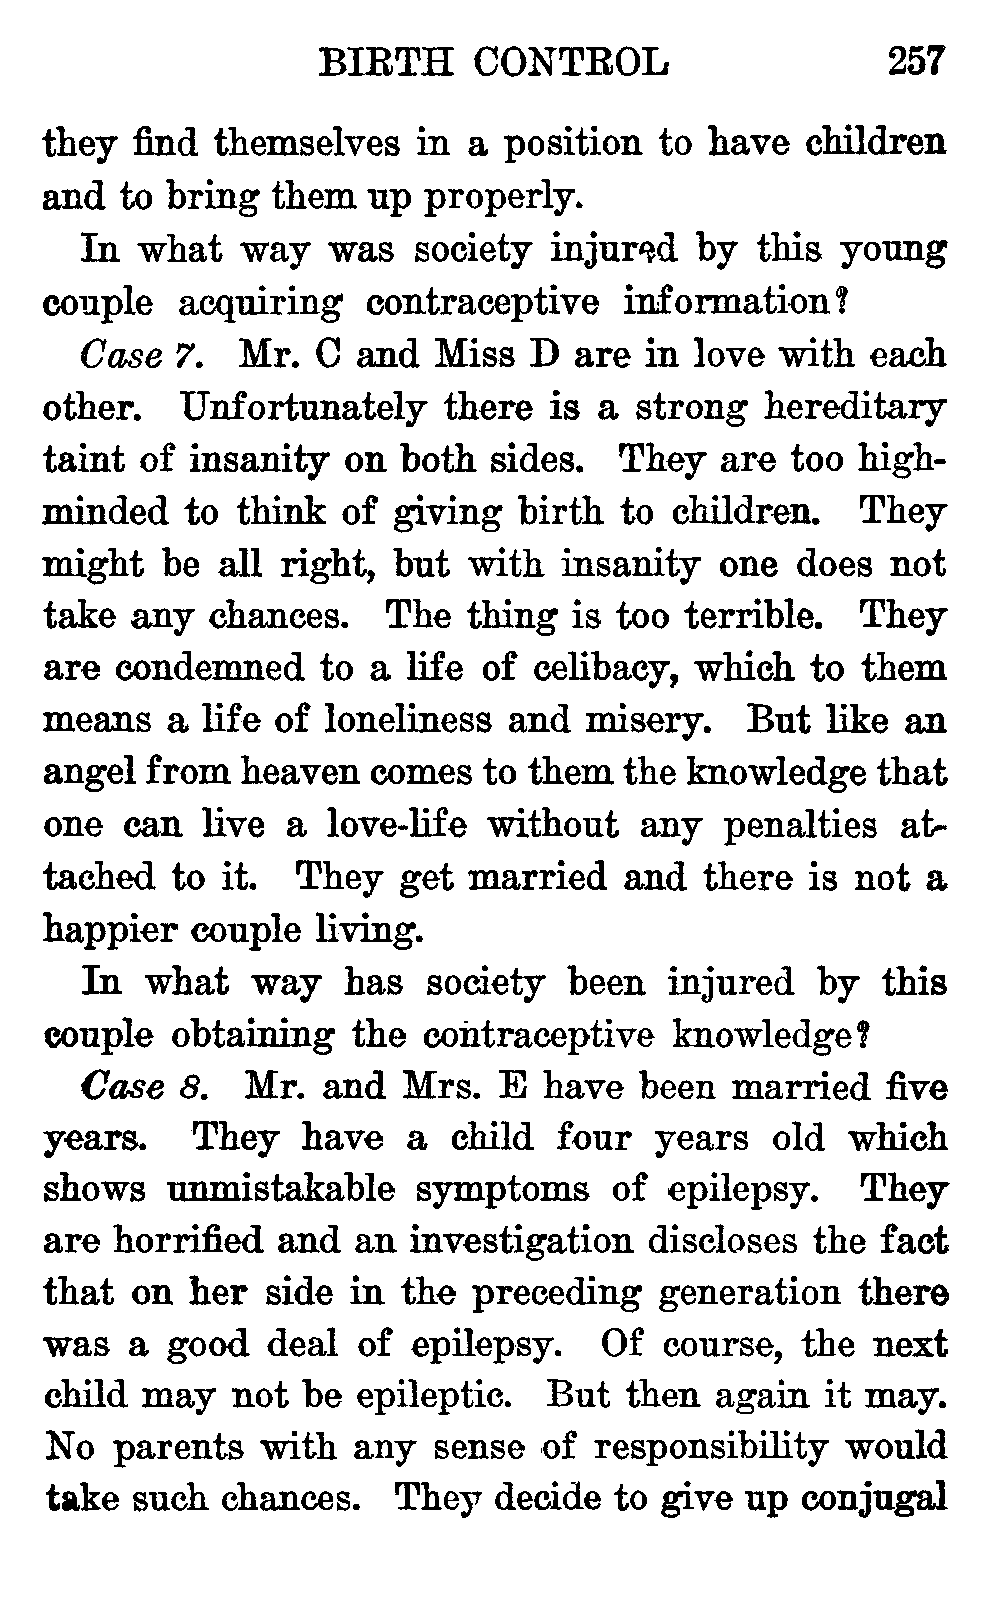 BIRTH CONTROL 257
they find themselves in a position to have children
and to bring them up properly.
In what way was society injured by this young
couple acquiring contraceptive information?
Case 7. Mr. C and Miss D are in love with each
other. Unfortunately there is a strong hereditary
taint of insanity on both sides. They are too high-
minded to think of giving birth to children. They
might be all right, but with insanity one does not
take any chances. The thing is too terrible. They
are condemned to a life of celibacy, which to them
means a life of loneliness and misery. But like an
angel from heaven comes to them the knowledge that
one can live a love-life without any penalties at-
tached to it. They get married and there is not a
happier couple living.
In what way has society been injured by this
couple obtaining the contraceptive knowledge?
Case 8. Mr. and Mrs. E have been married five
years. They have a child four years old which
shows unmistakable symptoms of epilepsy. They
are horrified and an investigation discloses the fact
that on her side in the preceding generation there
was a good deal of epilepsy. Of course, the next
child may not be epileptic. But then again it may.
No parents with any sense of responsibility would
take such chances. They decide to give up conjugal